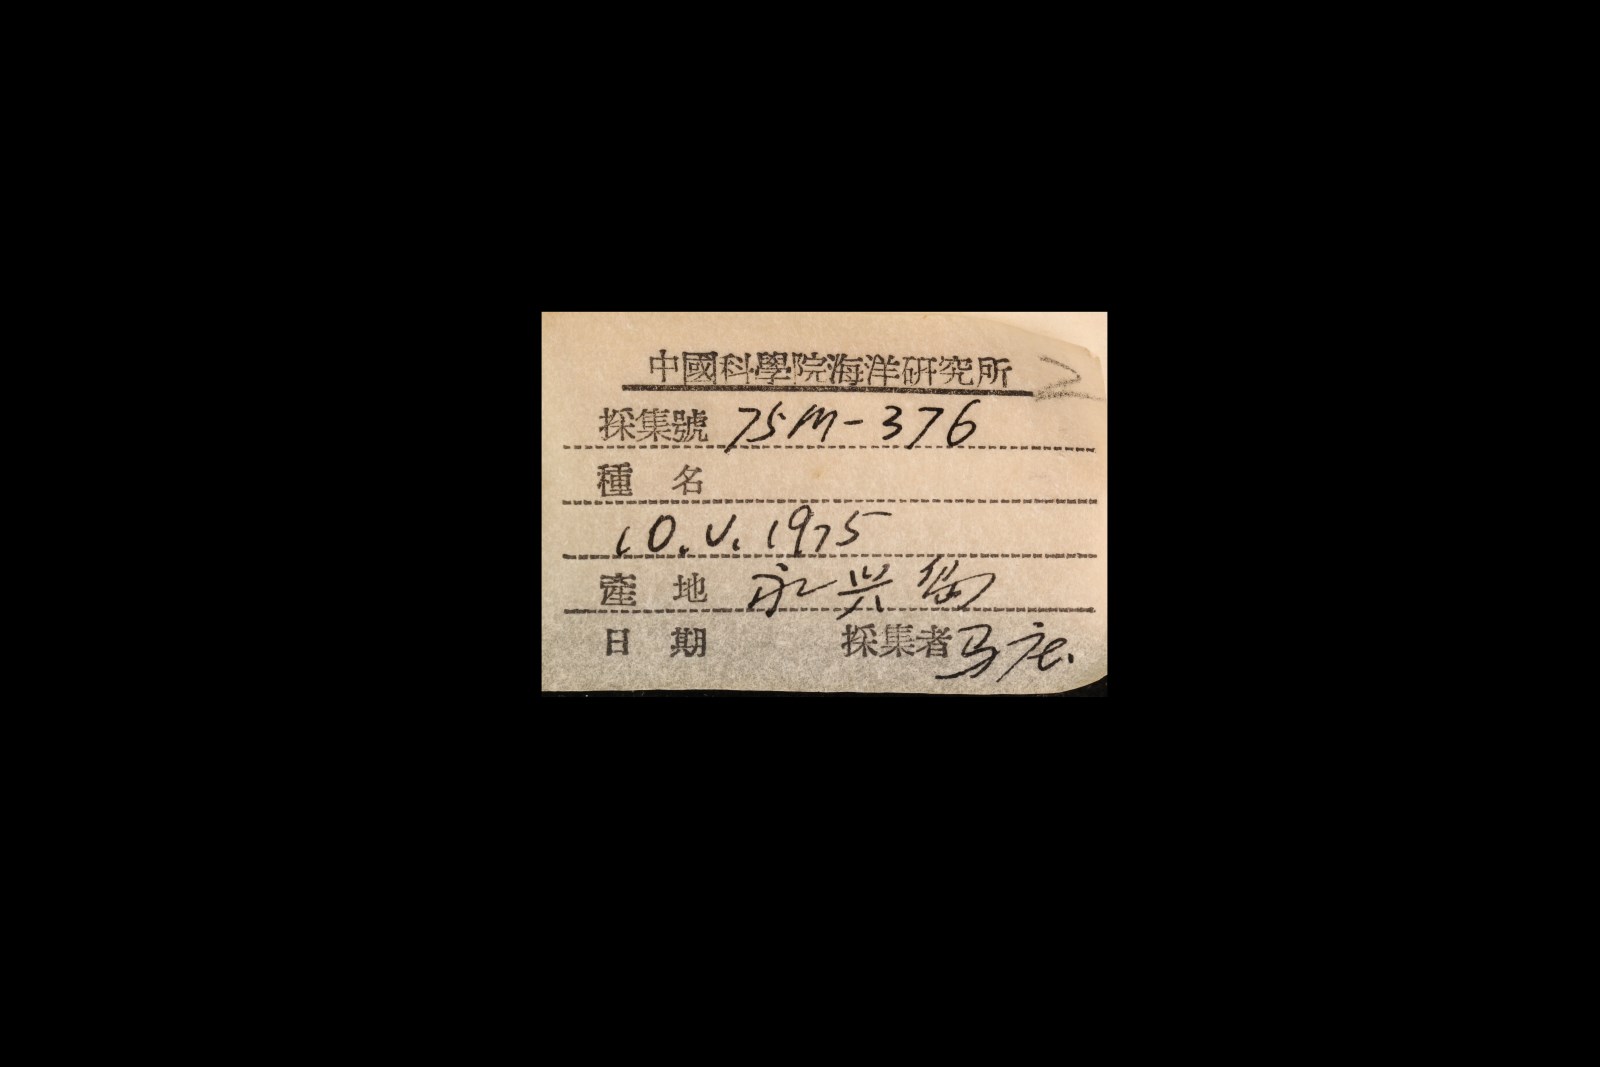 中國科學院海洋研究所
採集號 75M-376
種 名
10.V.1975
產 地 永兴岛
日 期 採集者 马